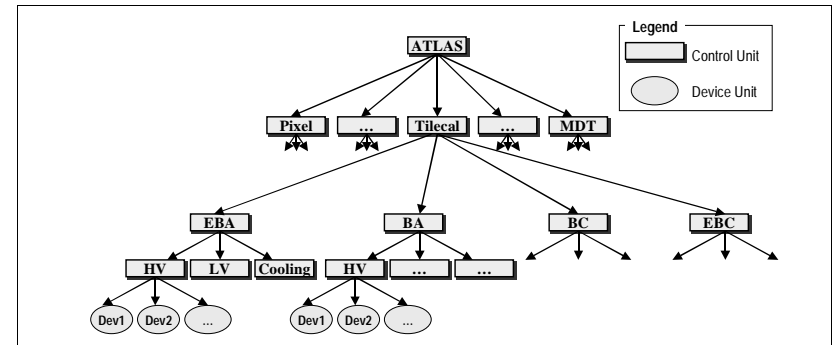 Legend
ATLAS
Control Unit
Device Unit
Pixel ... Tilecal ... MDT
EBA BA BC EBC
HV LV Cooling HV ... ...
Dev1 Dev2 ... Dev1 Dev2 ...